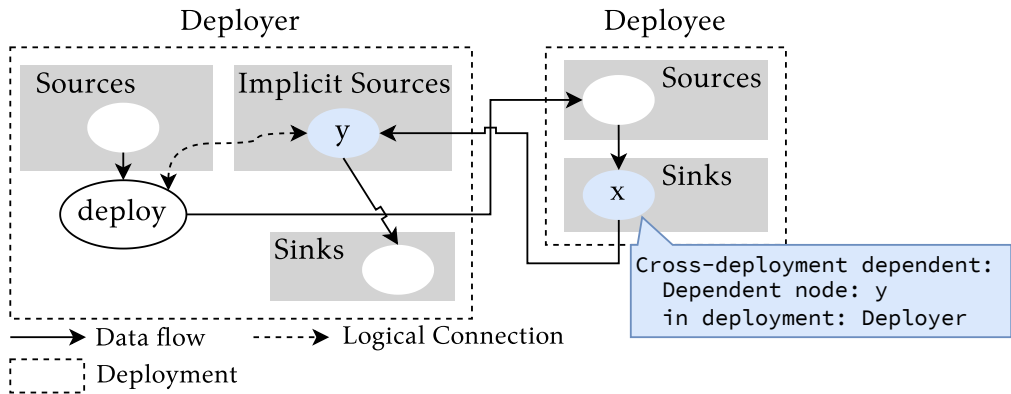 Deployer
Deployee
Sources
Implicit Sources
Sources
y
x
Sinks
deploy
Sinks
Cross-deployment dependent:
Dependent node: y
in deployment: Deployer
Data flow
Logical Connection
Deployment